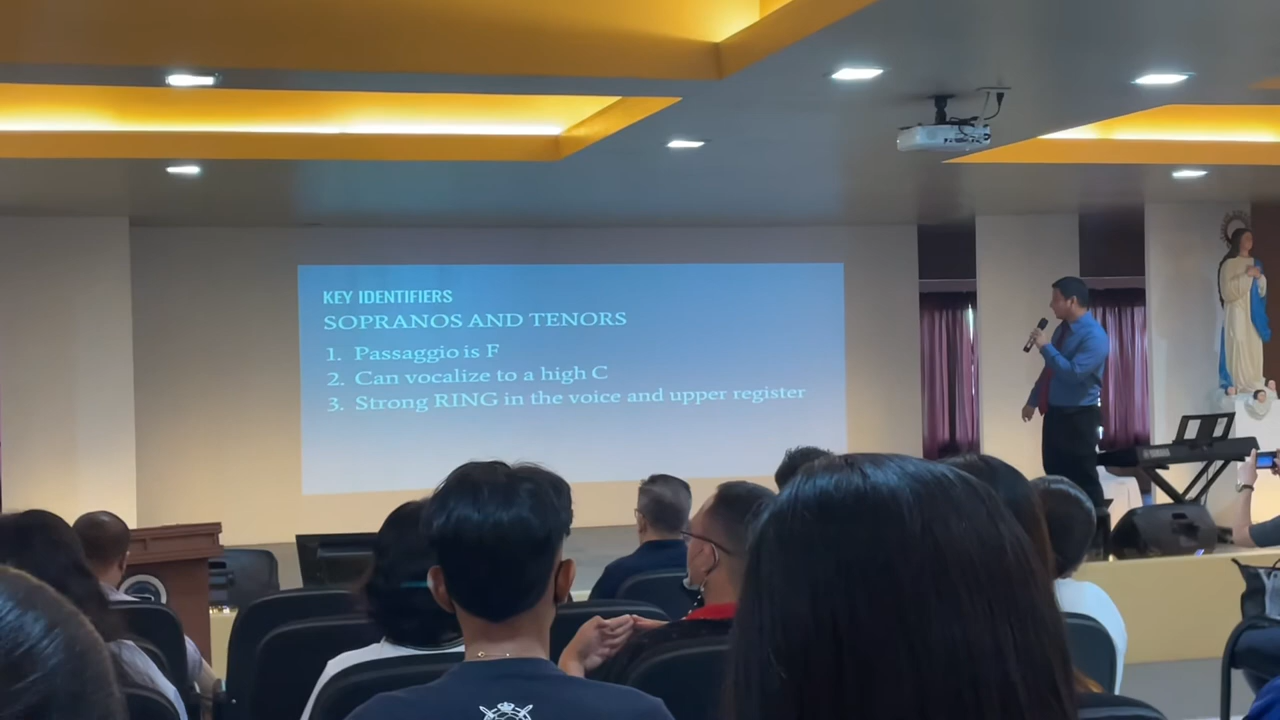 KEY IDENTIFIERS
SOPRANOS AND TENORS
1. Passaggio is F
2. Can vocalize to a high C
3. Strong RING in the voice and upper register